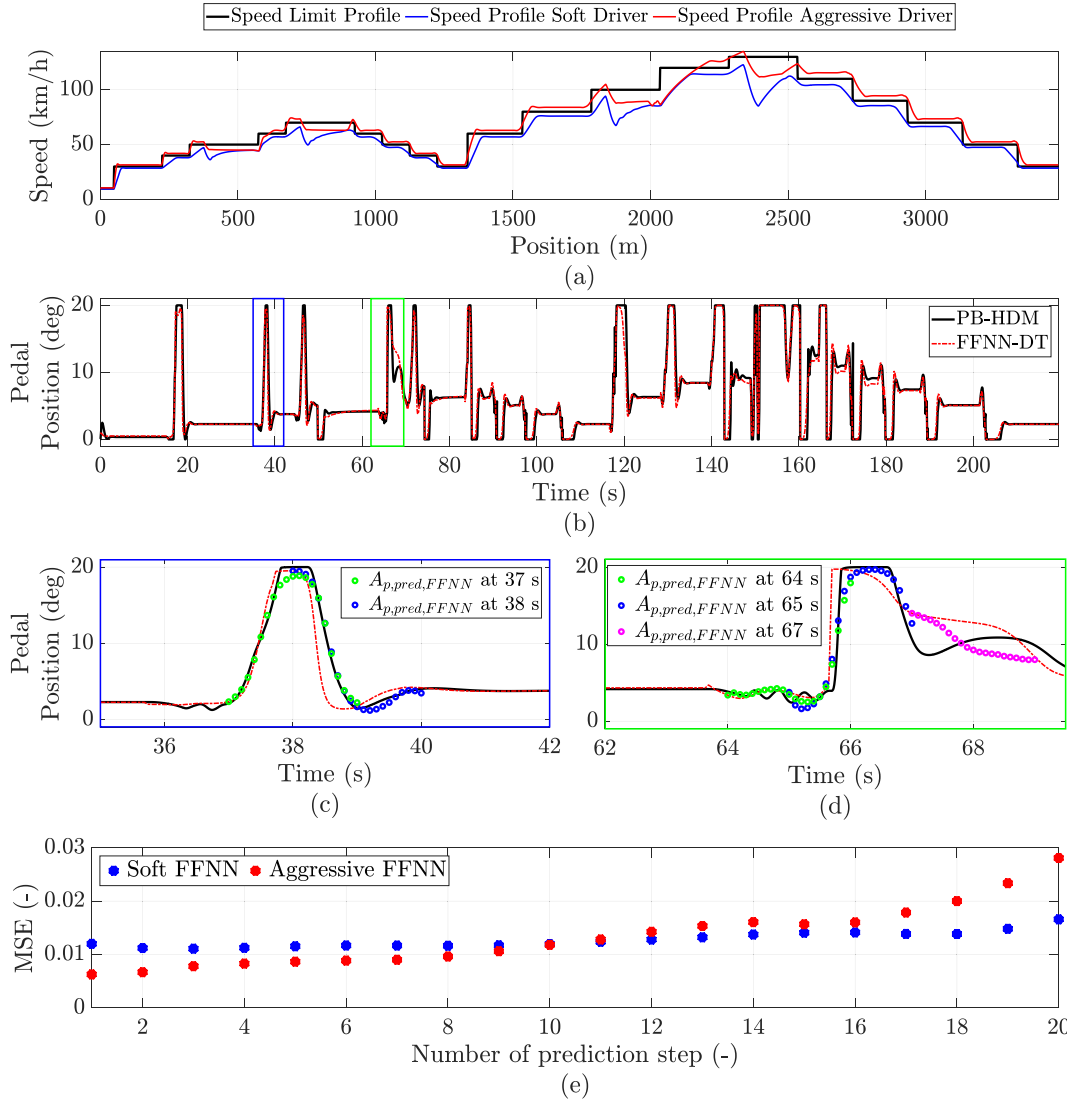 Speed Limit Profile Speed Profile Soft Driver Speed Profile Aggressive Driver
Speed (km/h)
100
50
0
0 500 1000 1500 2000 2500 3000
Position (m)
(a)
Pedal
Position (deg)
20
10
0
PB-HDM
FFNN-DT
0 20 40 60 80 100 120 140 160 180 200
Time (s)
(b)
Pedal
Position (deg)
20
10
0
A_{p,pred,FFNN} at 37 s
A_{p,pred,FFNN} at 38 s
36 38 40 42
Time (s)
(c)
20
10
0
A_{p,pred,FFNN} at 64 s
A_{p,pred,FFNN} at 65 s
A_{p,pred,FFNN} at 67 s
62 64 66 68
Time (s)
(d)
MSE (-)
0.03
0.02
0.01
0
Soft FFNN Aggressive FFNN
2 4 6 8 10 12 14 16 18 20
Number of prediction step (-)
(e)